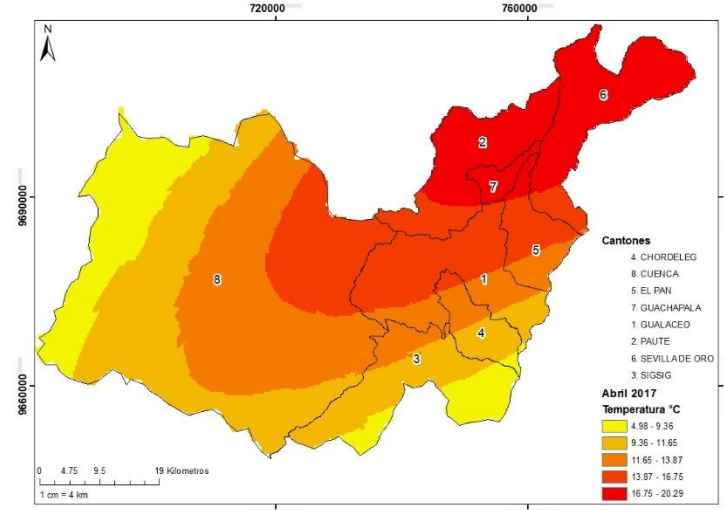 720000 760000
N
6
2
7
9690000
5
8
1
4
3
9660000
Cantones
4. CHORDELEG
8. CUENCA
5. EL PAN
7. GUACHAPALA
1. GUALACEO
2. PAUTE
6. SEVILLA DE ORO
3. SIGSIG
Abril 2017
Temperatura °C
4.98 - 9.36
9.36 - 11.65
11.65 - 13.87
13.87 - 16.75
16.75 - 20.29
0 4.75 9.5 19 Kilometros
1 cm = 4 km